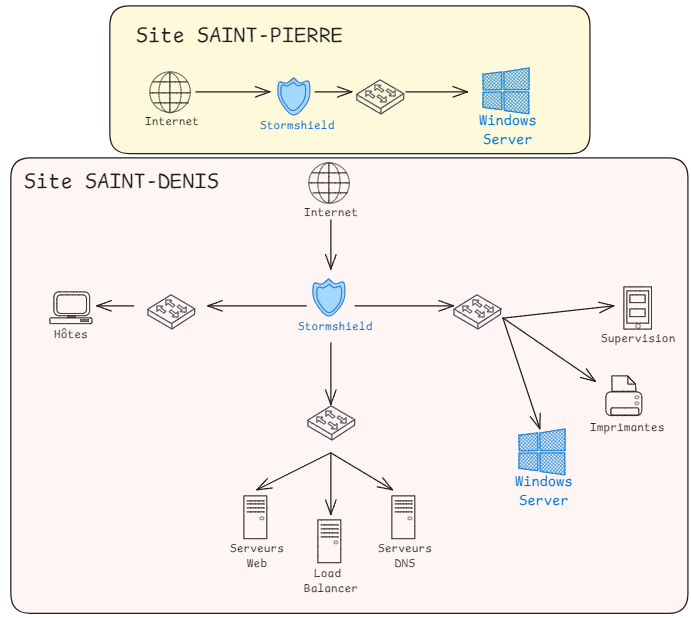 Site SAINT-PIERRE
Internet
Stormshield
Windows
Server
Site SAINT-DENIS
Internet
Hôtes
Stormshield
Supervision
Imprimantes
Windows
Server
Serveurs
Web
Load
Balancer
Serveurs
DNS